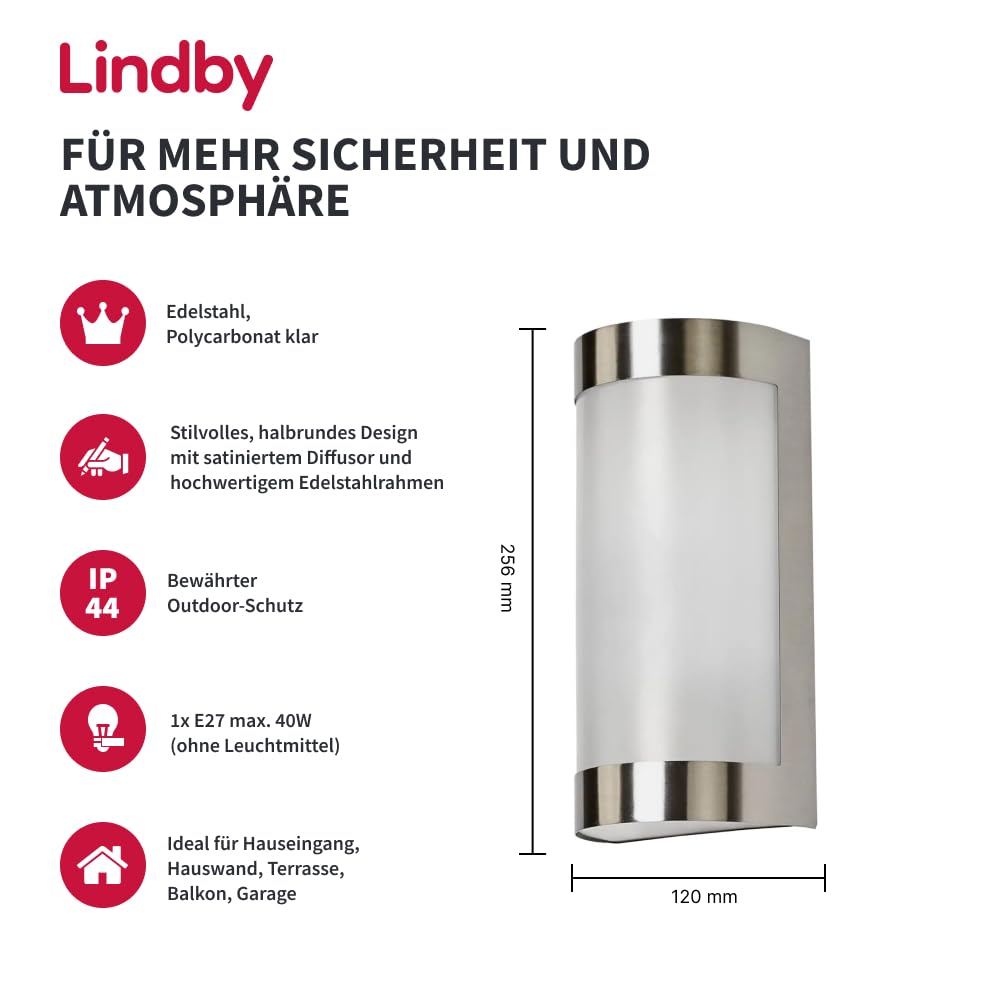 Lindby
FÜR MEHR SICHERHEIT UND
ATMOSPHÄRE
Edelstahl,
Polycarbonat klar
Stilvolles, halbrundes Design
mit satiniertem Diffusor und
hochwertigem Edelstahlrahmen
IP
44
Bewährter
Outdoor-Schutz
1x E27 max. 40W
(ohne Leuchtmittel)
Ideal für Hauseingang,
Hauswand, Terrasse,
Balkon, Garage
256 mm
120 mm